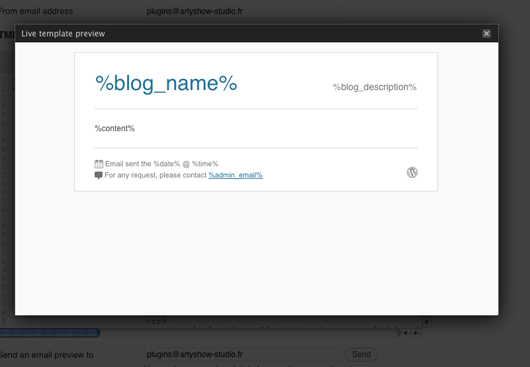 From email address plugins@artyshow-studio.fr
Live template preview
%blog_name% %blog_description%
%content%
Email sent the %date% @ %time%
For any request, please contact %admin_email%
Send an email preview to plugins@artyshow-studio.fr Send